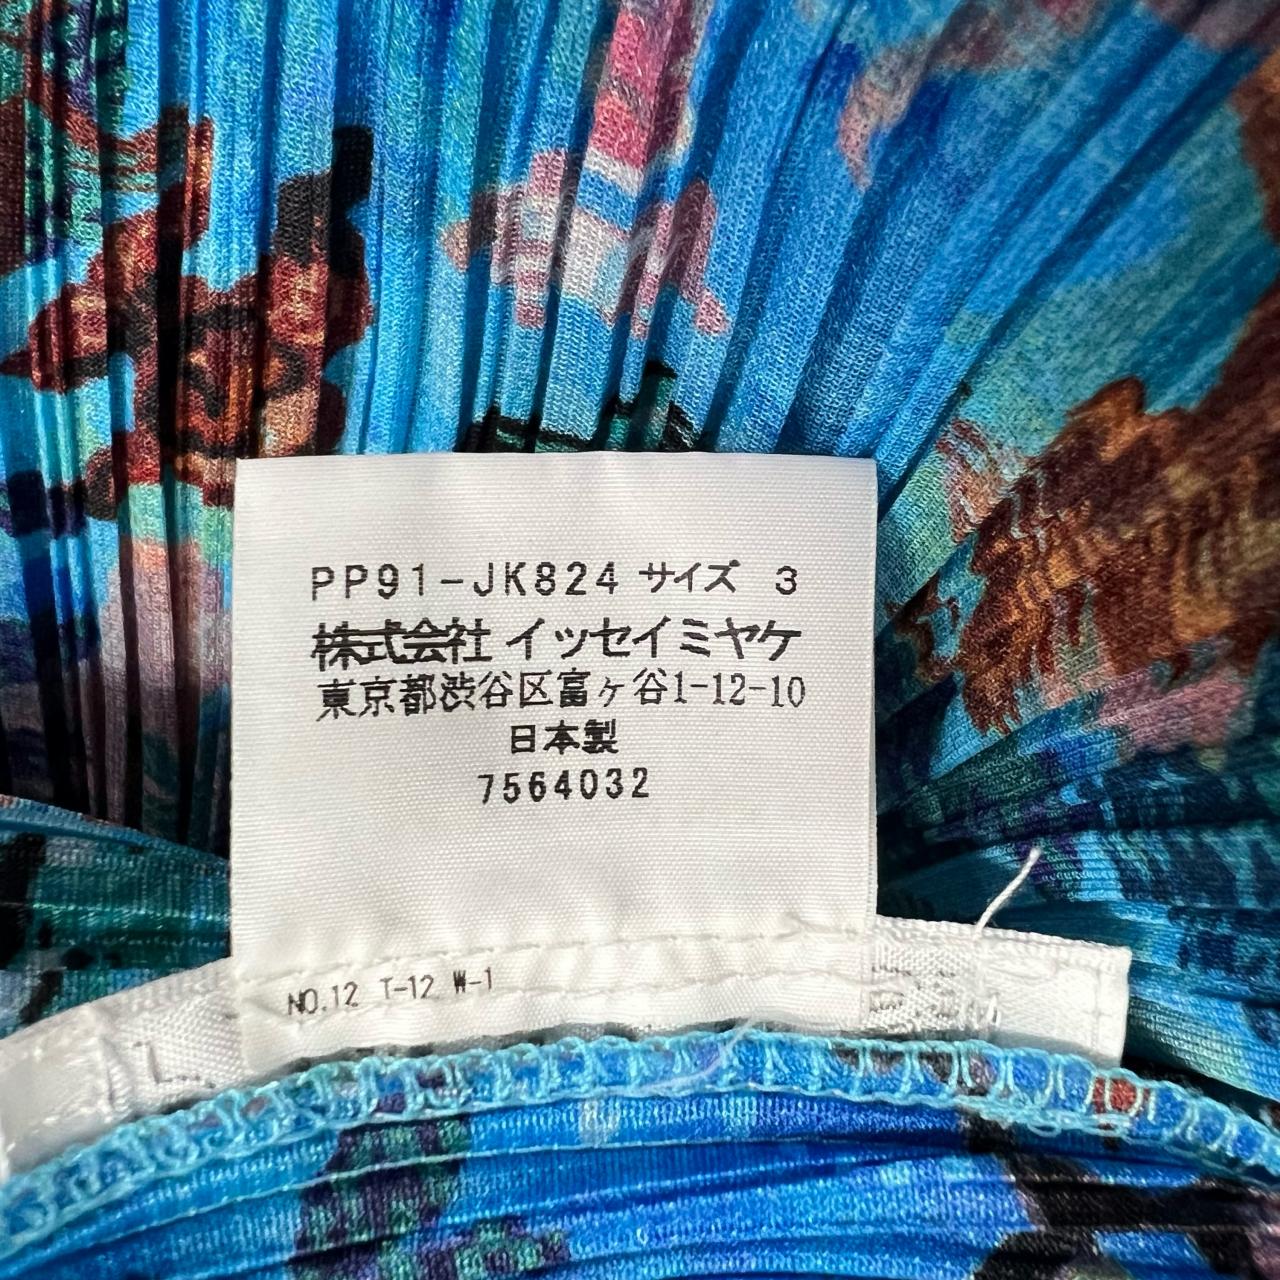 PP91-JK824 サイズ 3
株式会社 イッセイミヤケ
東京都渋谷区富ヶ谷1-12-10
日本製
7564032
NO.12 T-12 W-1